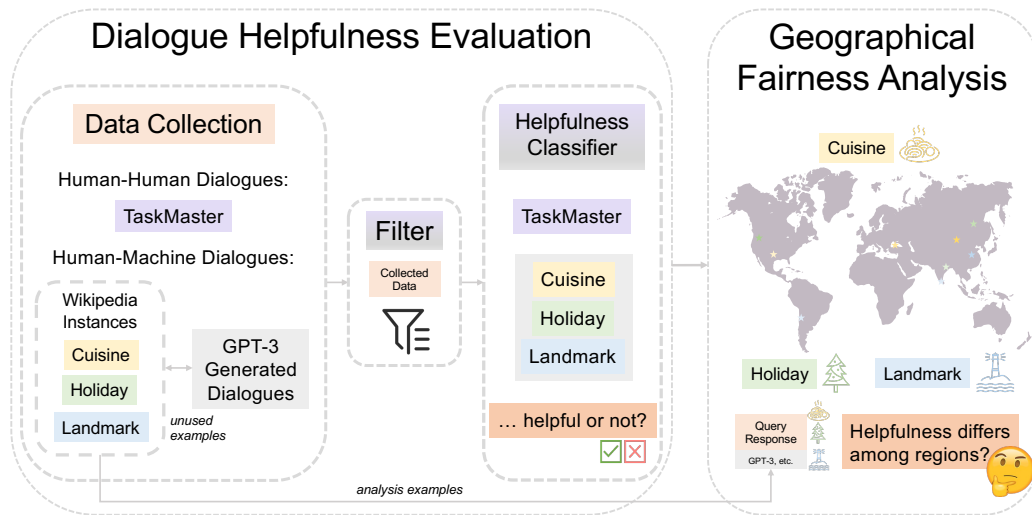 Dialogue Helpfulness Evaluation
Data Collection
Human-Human Dialogues:
TaskMaster
Human-Machine Dialogues:
Wikipedia
Instances
Cuisine
Holiday
Landmark
GPT-3
Generated
Dialogues
unused
examples
Filter
Collected
Data
Helpfulness
Classifier
TaskMaster
Cuisine
Holiday
Landmark
... helpful or not?
analysis examples
Geographical
Fairness Analysis
Cuisine
Holiday
Landmark
Query
Response
GPT-3, etc.
Helpfulness differs
among regions?